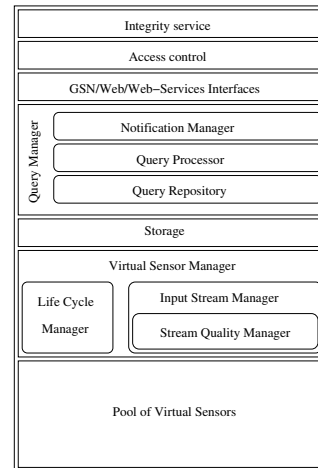 Integrity service
Access control
GSN/Web/Web−Services Interfaces
Query Manager
Notification Manager
Query Processor
Query Repository
Storage
Virtual Sensor Manager
Life Cycle
Manager
Input Stream Manager
Stream Quality Manager
Pool of Virtual Sensors